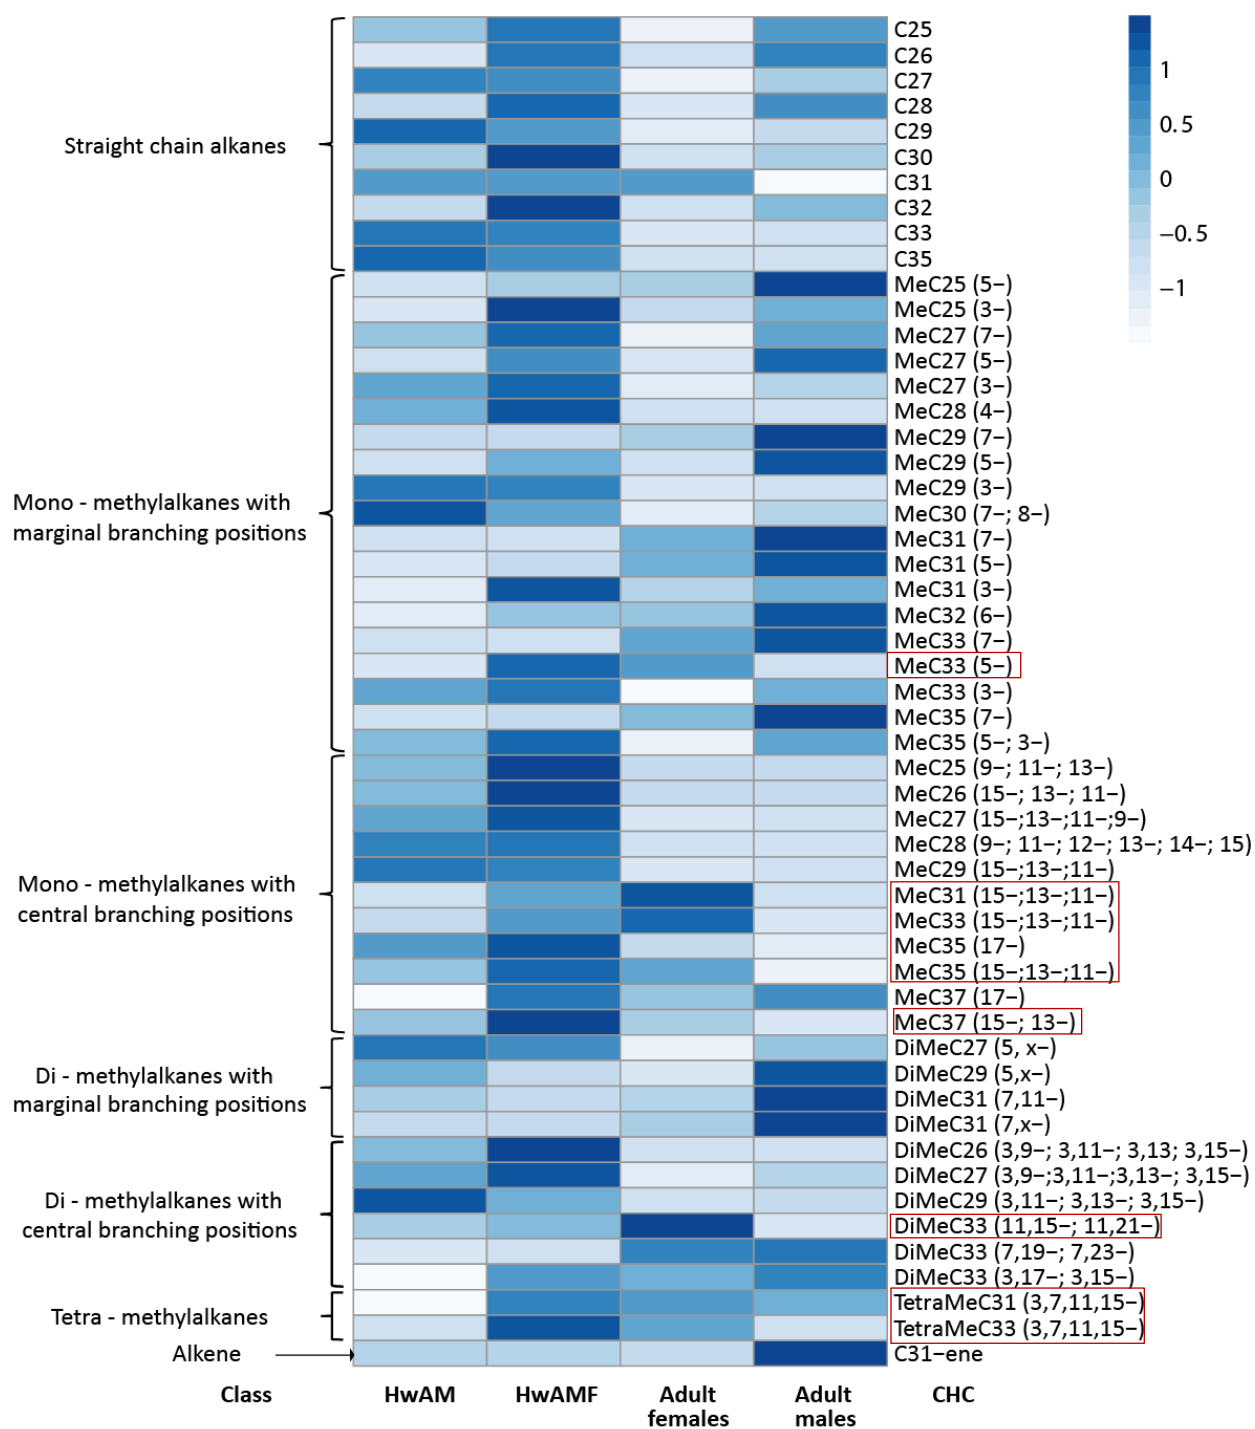 Straight chain alkanes
Mono - methylalkanes with
marginal branching positions
Mono - methylalkanes with
central branching positions
Di - methylalkanes with
marginal branching positions
Di - methylalkanes with
central branching positions
Tetra - methylalkanes
Alkene
C25
C26
C27
C28
C29
C30
C31
C32
C33
C35
MeC25 (5−)
MeC25 (3−)
MeC27 (7−)
MeC27 (5−)
MeC27 (3−)
MeC28 (4−)
MeC29 (7−)
MeC29 (5−)
MeC29 (3−)
MeC30 (7−; 8−)
MeC31 (7−)
MeC31 (5−)
MeC31 (3−)
MeC32 (6−)
MeC33 (7−)
MeC33 (5−)
MeC33 (3−)
MeC35 (7−)
MeC35 (5−; 3−)
MeC25 (9−; 11−; 13−)
MeC26 (15−; 13−; 11−)
MeC27 (15−;13−;11−;9−)
MeC28 (9−; 11−; 12−; 13−; 14−; 15)
MeC29 (15−;13−;11−)
MeC31 (15−;13−;11−)
MeC33 (15−;13−;11−)
MeC35 (17−)
MeC35 (15−;13−;11−)
MeC37 (17−)
MeC37 (15−; 13−)
DiMeC27 (5, x−)
DiMeC29 (5,x−)
DiMeC31 (7,11−)
DiMeC31 (7,x−)
DiMeC26 (3,9−; 3,11−; 3,13; 3,15−)
DiMeC27 (3,9−;3,11−;3,13−; 3,15−)
DiMeC29 (3,11−; 3,13−; 3,15−)
DiMeC33 (11,15−; 11,21−)
DiMeC33 (7,19−; 7,23−)
DiMeC33 (3,17−; 3,15−)
TetraMeC31 (3,7,11,15−)
TetraMeC33 (3,7,11,15−)
C31−ene
1
0.5
0
−0.5
−1
Class
HwAM
HwAMF
Adult
females
Adult
males
CHC